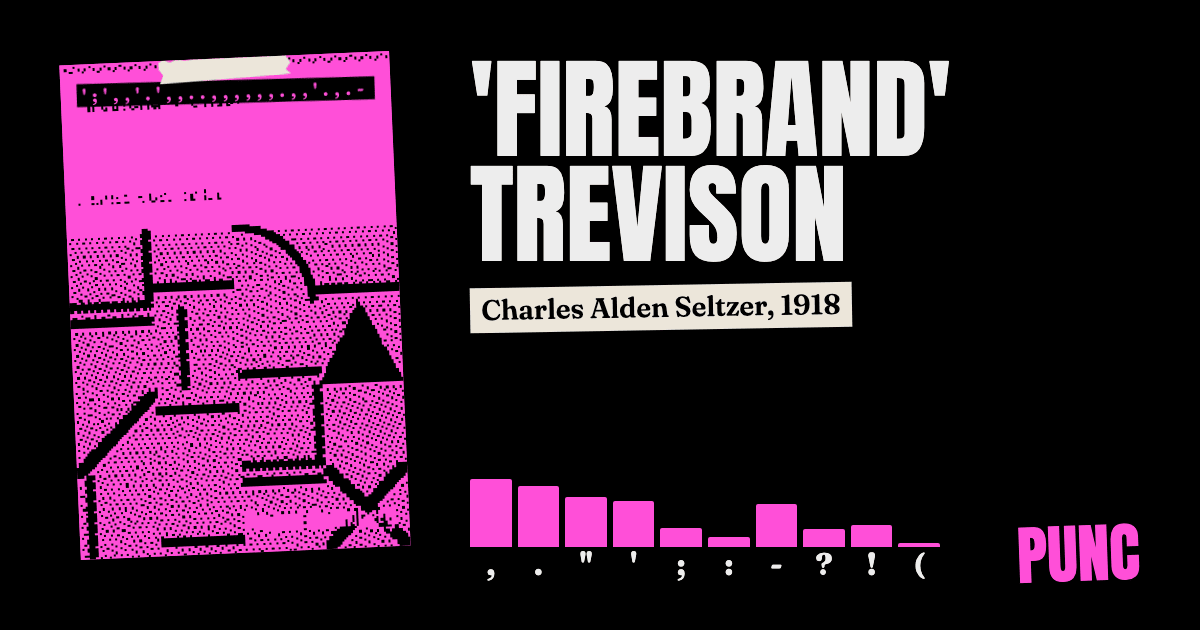 'FIREBRAND'
TREVISON
Charles Alden Seltzer, 1918
, . " ' ; : - ? ! (
PUNC